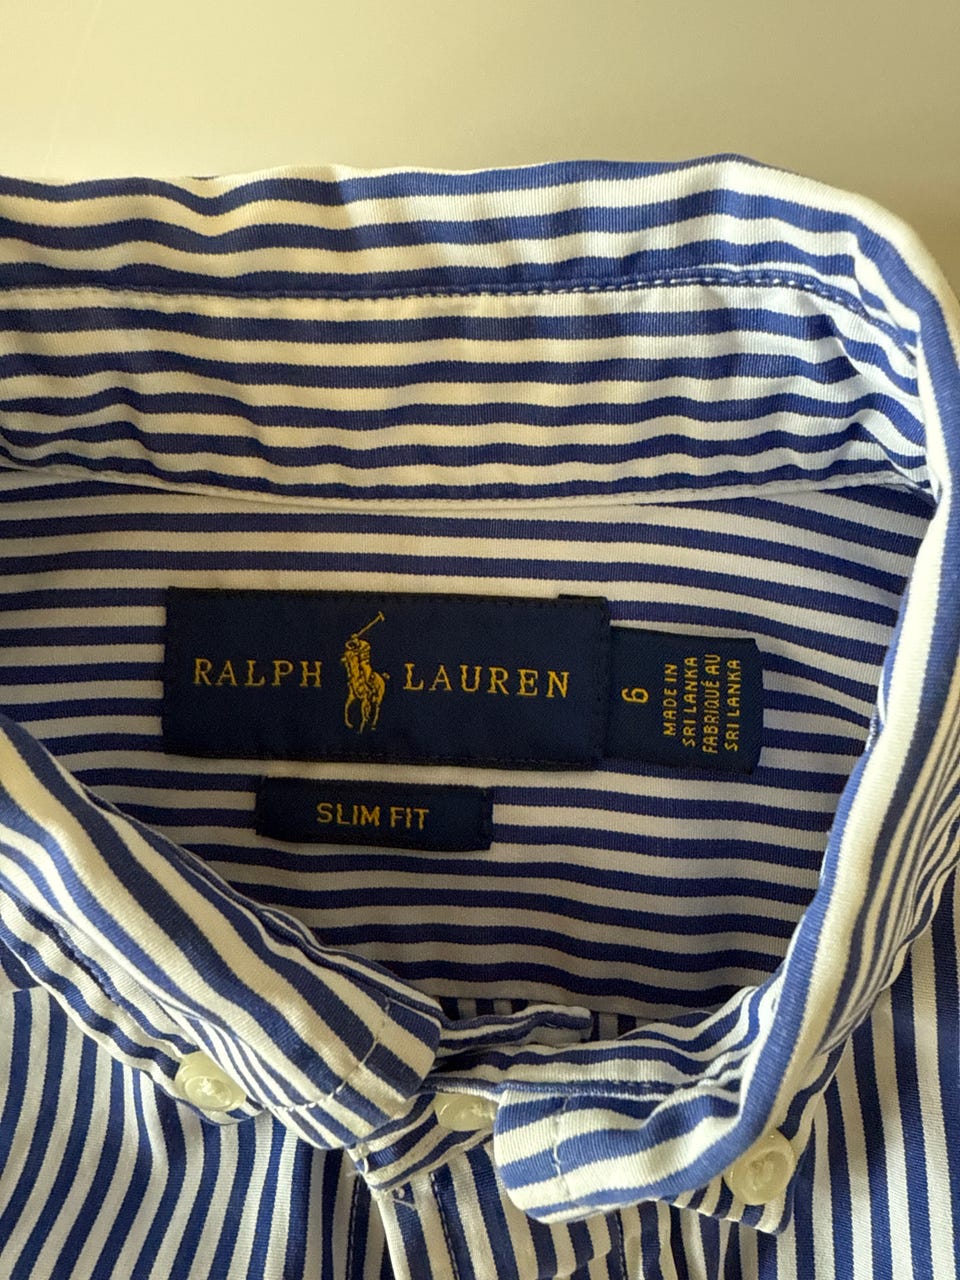 RALPH LAUREN
6
MADE IN
SRI LANKA
FABRIQUÉ AU
SRI LANKA
SLIM FIT